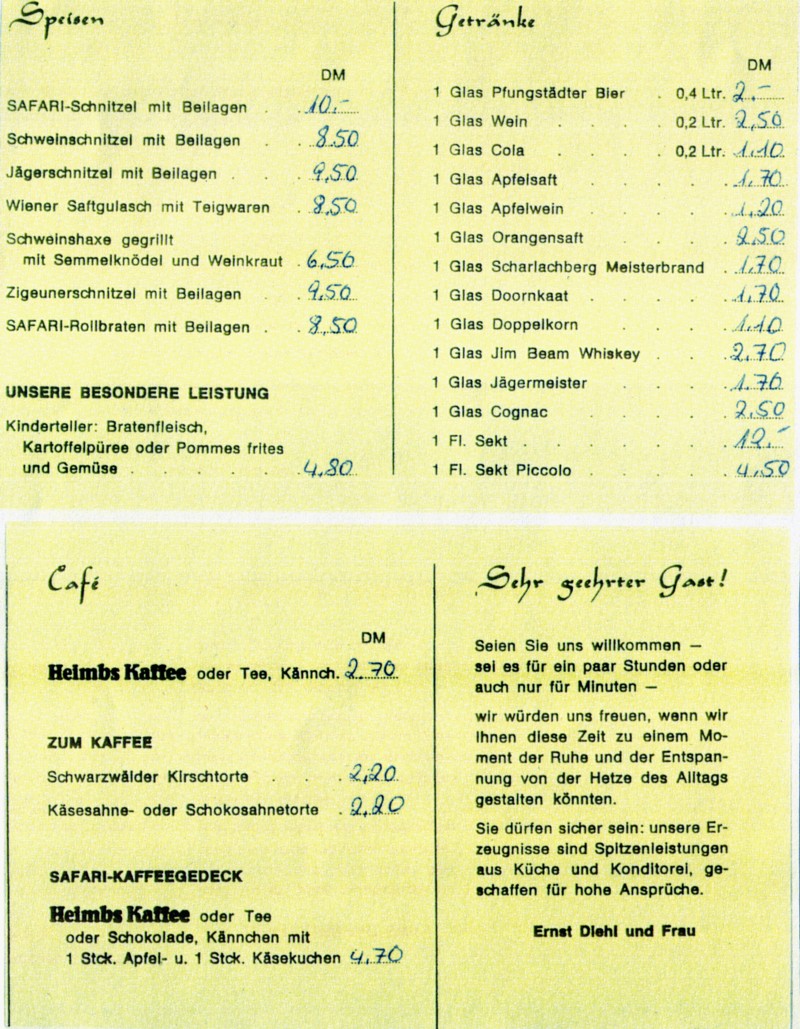 Speisen
DM
SAFARI-Schnitzel mit Beilagen . . 10,-
Schweinschnitzel mit Beilagen . . 8.50
Jägerschnitzel mit Beilagen . . . 9,50
Wiener Saftgulasch mit Teigwaren . 8,50
Schweinshaxe gegrillt
mit Semmelknödel und Weinkraut . 6,50
Zigeunerschnitzel mit Beilagen . . 9,50
SAFARI-Rollbraten mit Beilagen . . 8,50
UNSERE BESONDERE LEISTUNG
Kinderteller: Bratenfleisch,
Kartoffelpüree oder Pommes frites
und Gemüse . . . . . . 4,80
Getränke
DM
1 Glas Pfungstädter Bier . 0,4 Ltr. 2.-
1 Glas Wein . . . . 0,2 Ltr. 2,50
1 Glas Cola . . . . 0,2 Ltr. 1.10
1 Glas Apfelsaft . . . . . 1.70
1 Glas Apfelwein . . . . . 1,20
1 Glas Orangensaft . . . . 2,50
1 Glas Scharlachberg Meisterbrand . 1,70
1 Glas Doornkaat . . . . . 1,70
1 Glas Doppelkorn . . . . 1,10
1 Glas Jim Beam Whiskey . . . 2,70
1 Glas Jägermeister . . . . 1,70
1 Glas Cognac . . . . . 2,50
1 Fl. Sekt . . . . . . . 12.-
1 Fl. Sekt Piccolo . . . . . 4,50
Café
DM
Heimbs Kaffee oder Tee, Kännch. 2.70
ZUM KAFFEE
Schwarzwälder Kirschtorte . . . 2,20
Käsesahne- oder Schokosahnetorte . 2,20
SAFARI-KAFFEEGEDECK
Heimbs Kaffee oder Tee
oder Schokolade, Kännchen mit
1 Stck. Apfel- u. 1 Stck. Käsekuchen 4,70
Sehr geehrter Gast!
Seien Sie uns willkommen —
sei es für ein paar Stunden oder
auch nur für Minuten —
wir würden uns freuen, wenn wir
Ihnen diese Zeit zu einem Mo-
ment der Ruhe und der Entspan-
nung von der Hetze des Alltags
gestalten könnten.
Sie dürfen sicher sein: unsere Er-
zeugnisse sind Spitzenleistungen
aus Küche und Konditorei, ge-
schaffen für hohe Ansprüche.
Ernst Diehl und Frau